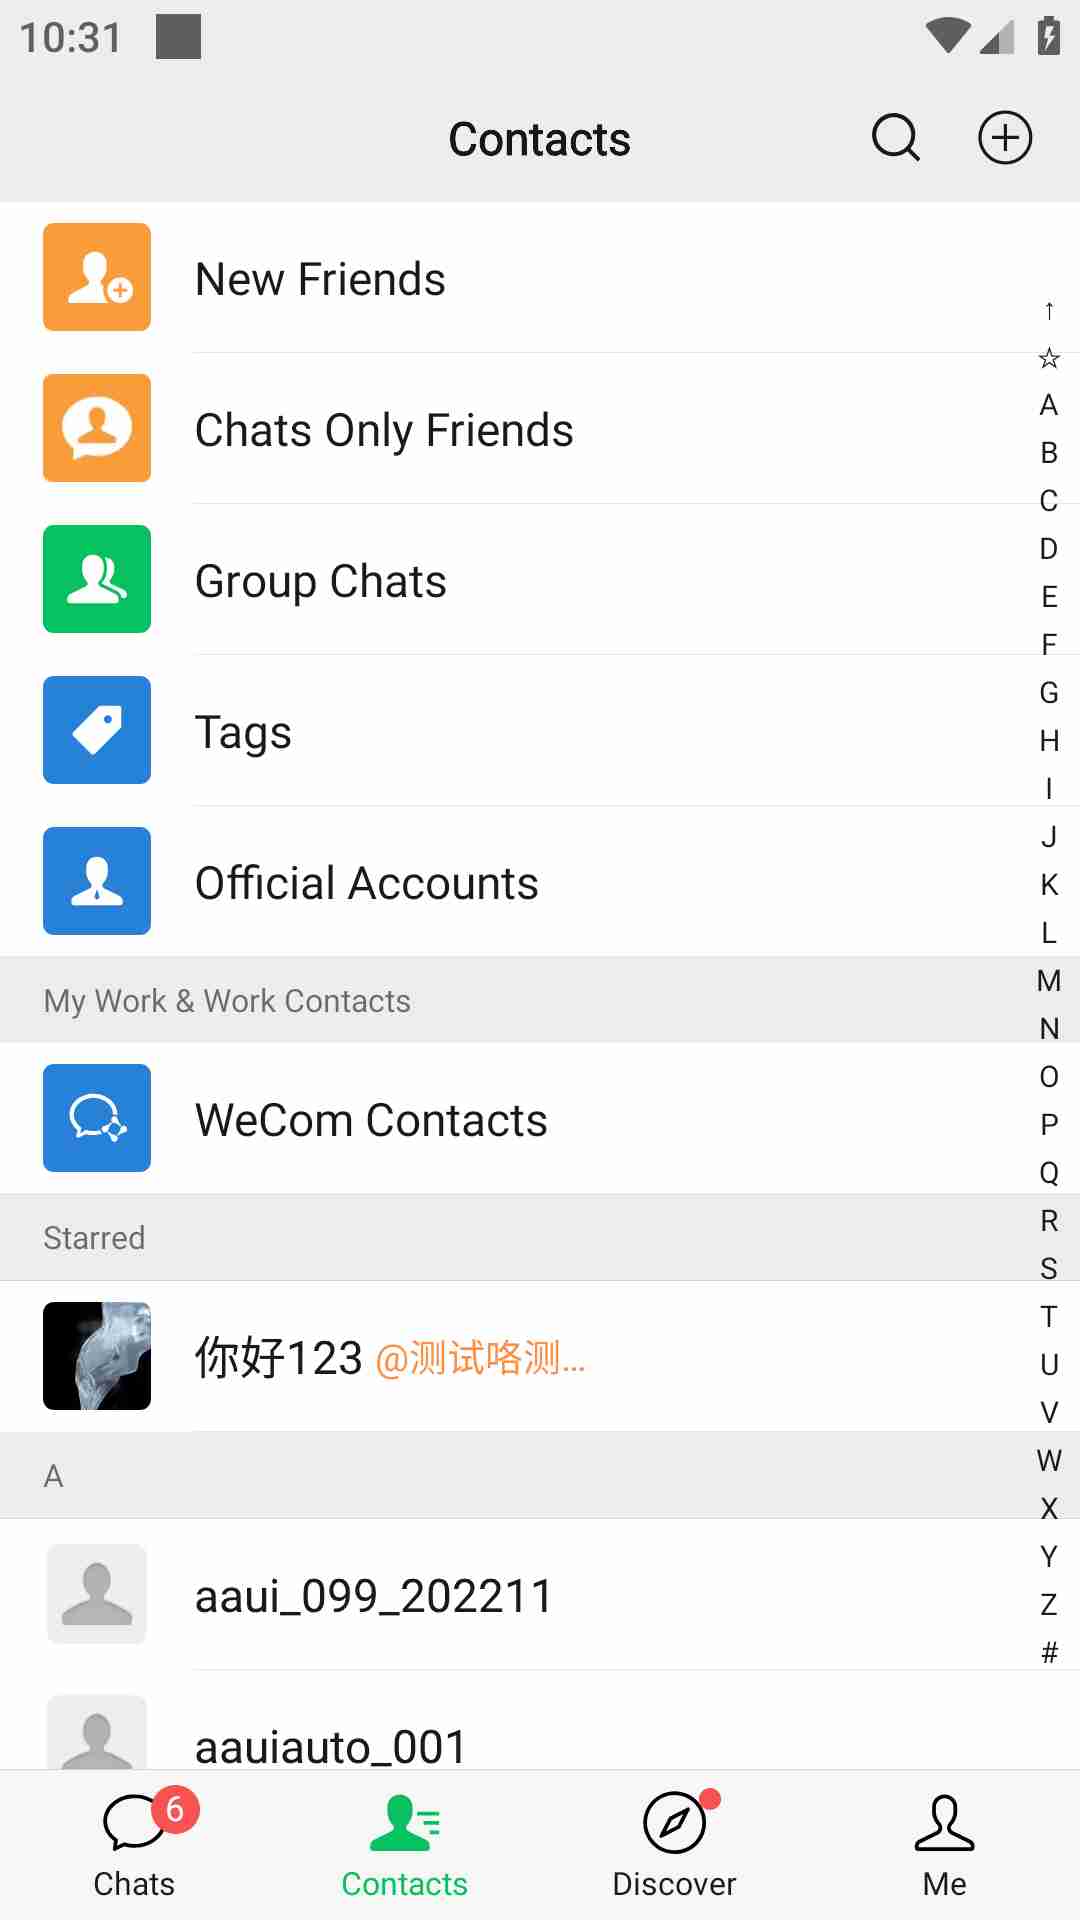 10:31
Contacts
New Friends
Chats Only Friends
Group Chats
Tags
Official Accounts
My Work & Work Contacts
WeCom Contacts
Starred
你好123 @测试咯测...
A
aaui_099_202211
aauiauto_001
↑
☆
A
B
C
D
E
F
G
H
I
J
K
L
M
N
O
P
Q
R
S
T
U
V
W
X
Y
Z
#
6
Chats
Contacts
Discover
Me